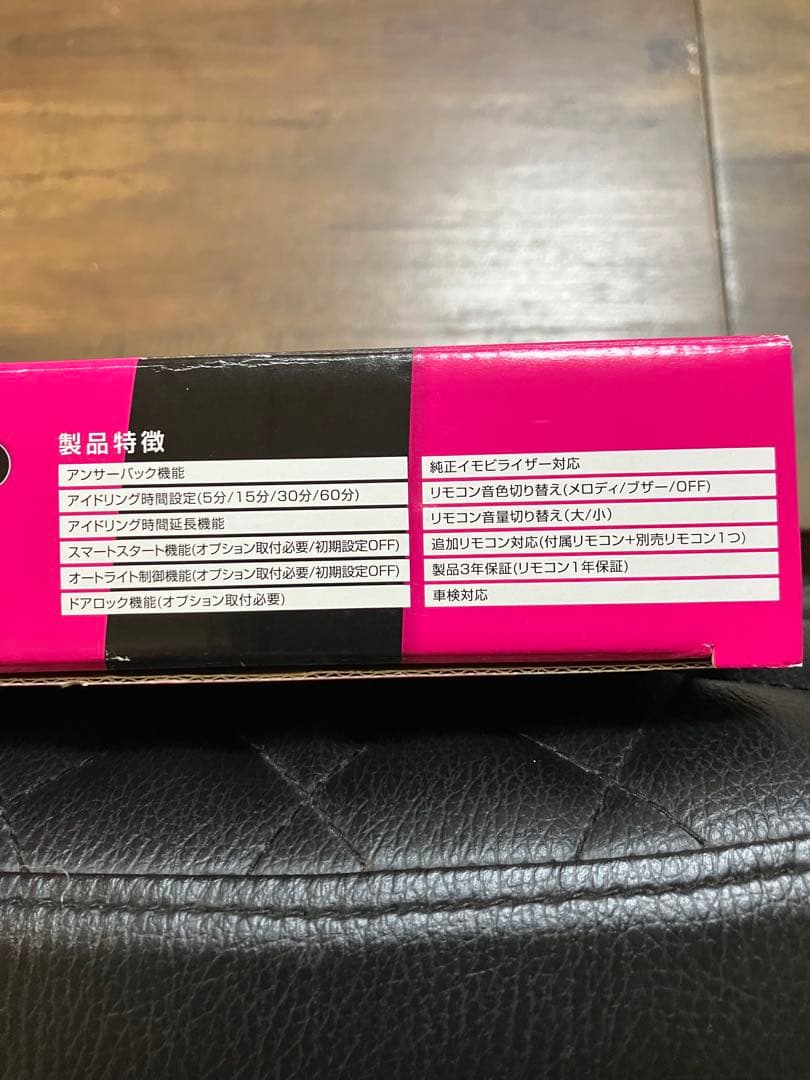 製品特徴
アンサーバック機能
アイドリング時間設定(5分/15分/30分/60分)
アイドリング時間延長機能
スマートスタート機能(オプション取付必要/初期設定OFF)
オートライト制御機能(オプション取付必要/初期設定OFF)
ドアロック機能(オプション取付必要)
純正イモビライザー対応
リモコン音色切り替え(メロディ/ブザー/OFF)
リモコン音量切り替え(大/小)
追加リモコン対応(付属リモコン+別売リモコン1つ)
製品3年保証(リモコン1年保証)
車検対応